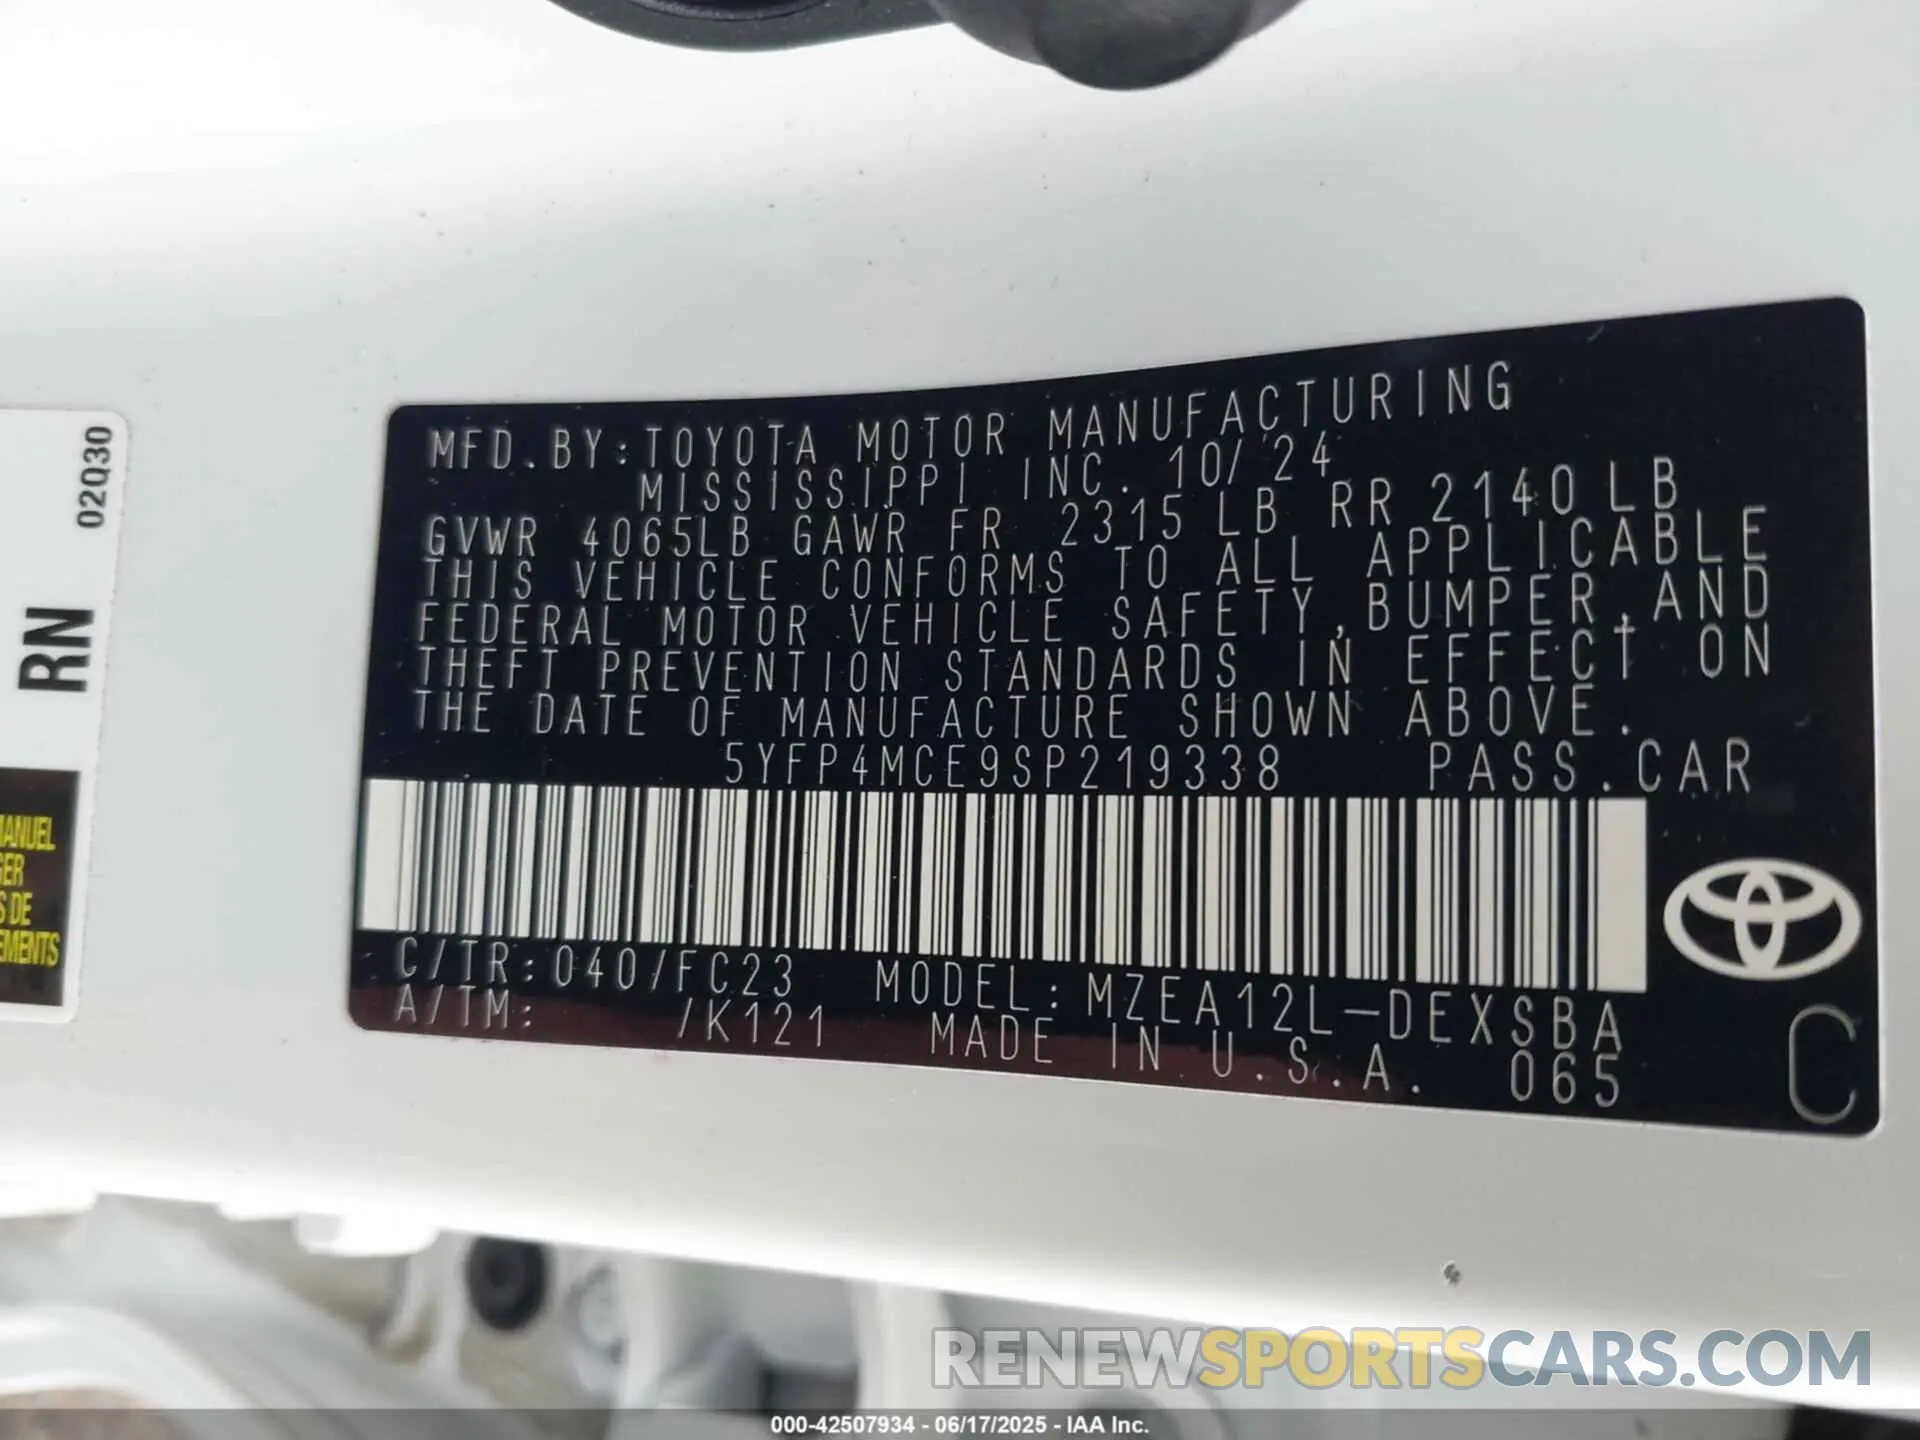 MFD.BY:TOYOTA MOTOR MANUFACTURING
MISSISSIPPI INC. 10/24
GVWR 4065LB GAWR FR 2315 LB RR 2140 LB
THIS VEHICLE CONFORMS TO ALL APPLICABLE
FEDERAL MOTOR VEHICLE SAFETY,BUMPER,AND
THEFT PREVENTION STANDARDS IN EFFECT ON
THE DATE OF MANUFACTURE SHOWN ABOVE.
5YFP4MCE9SP219338 PASS.CAR
C/TR:040/FC23 MODEL:MZEA12L-DEXSBA
A/TM: /K121 MADE IN U.S.A. 065
C
02Q30
RN
MANUEL
GER
S DE
EMENTS
RENEWSPORTSCARS.COM
000-42507934 - 06/17/2025 - IAA Inc.